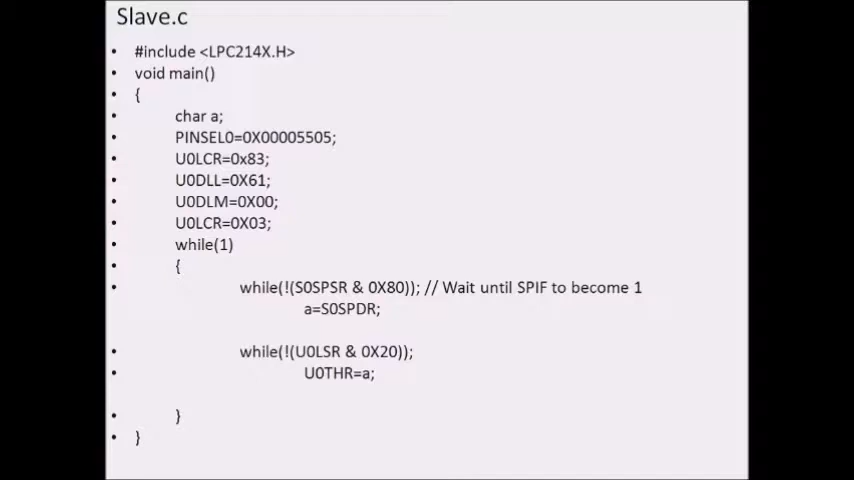 Slave.c
• #include <LPC214X.H>
• void main()
• {
• char a;
• PINSEL0=0X00005505;
• U0LCR=0x83;
• U0DLL=0X61;
• U0DLM=0X00;
• U0LCR=0X03;
• while(1)
• {
• while(!(S0SPSR & 0X80)); // Wait until SPIF to become 1
a=S0SPDR;
• while(!(U0LSR & 0X20));
• U0THR=a;
• }
• }